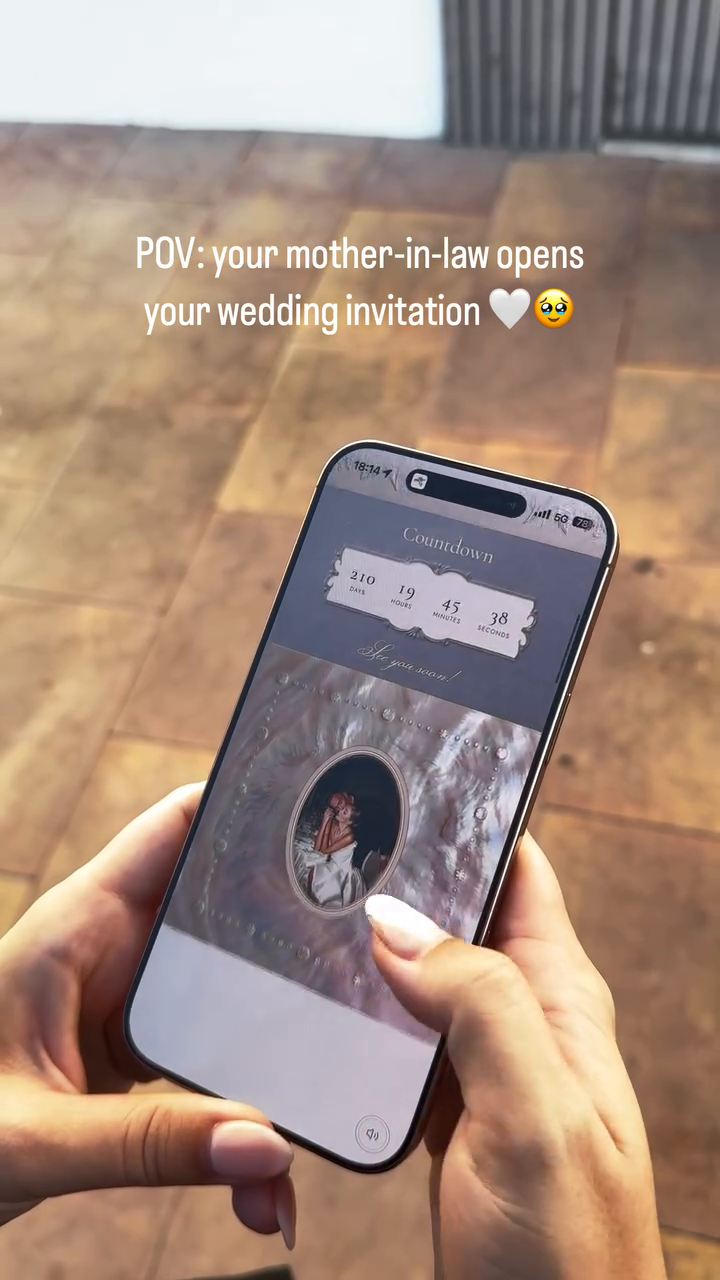 POV: your mother-in-law opens
your wedding invitation 🤍🥹
18:14
5G 78
Countdown
210 19 45 38
DAYS HOURS MINUTES SECONDS
See you soon!